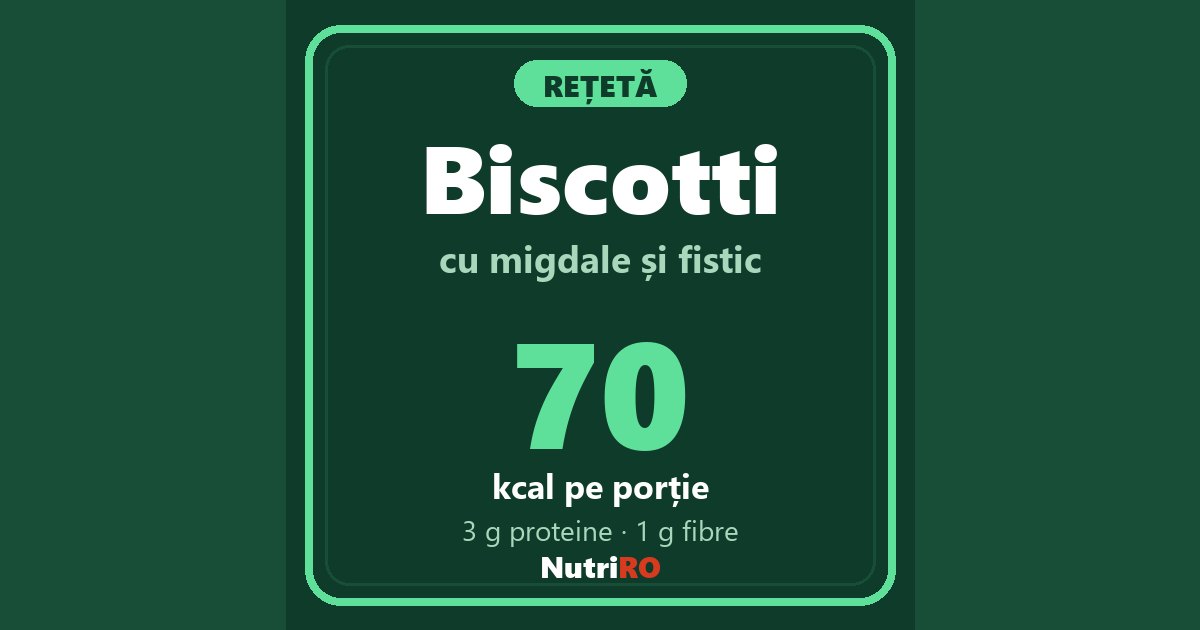 REȚETĂ
Biscotti
cu migdale și fistic
70
kcal pe porție
3 g proteine · 1 g fibre
NutriRO